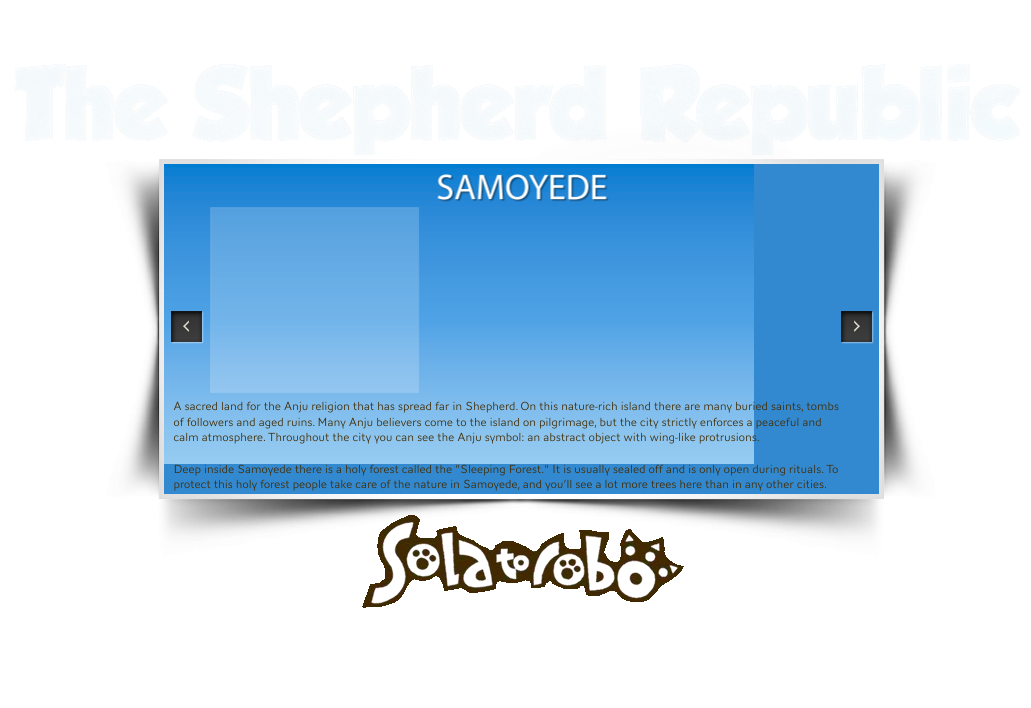 The Shepherd Republic
SAMOYEDE
A sacred land for the Anju religion that has spread far in Shepherd. On this nature-rich island there are many buried saints, tombs
of followers and aged ruins. Many Anju believers come to the island on pilgrimage, but the city strictly enforces a peaceful and
calm atmosphere. Throughout the city you can see the Anju symbol: an abstract object with wing-like protrusions.
Deep inside Samoyede there is a holy forest called the "Sleeping Forest." It is usually sealed off and is only open during rituals. To
protect this holy forest people take care of the nature in Samoyede, and you'll see a lot more trees here than in any other cities.
Solatorobo